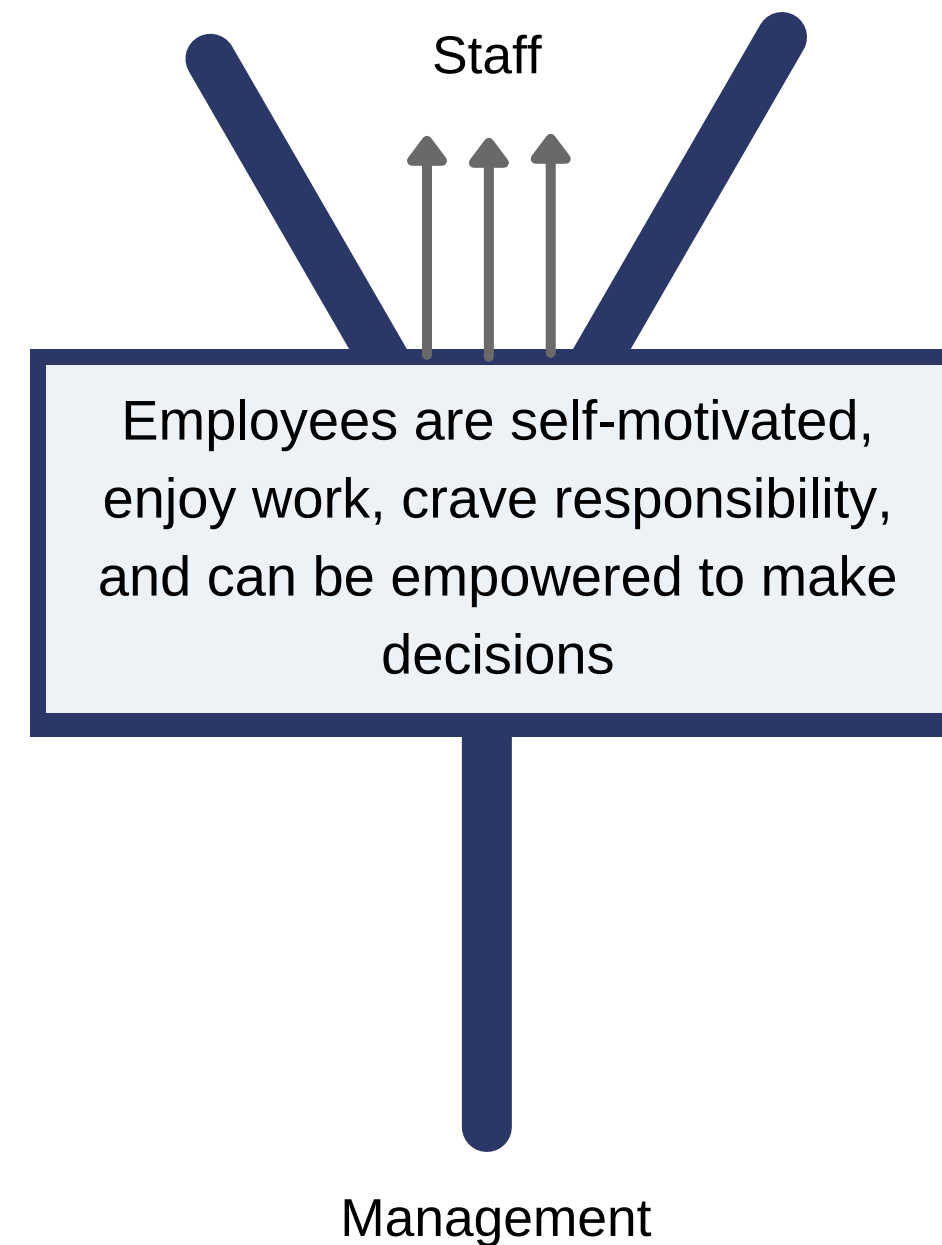 Staff
Employees are self-motivated,
enjoy work, crave responsibility,
and can be empowered to make
decisions
Management